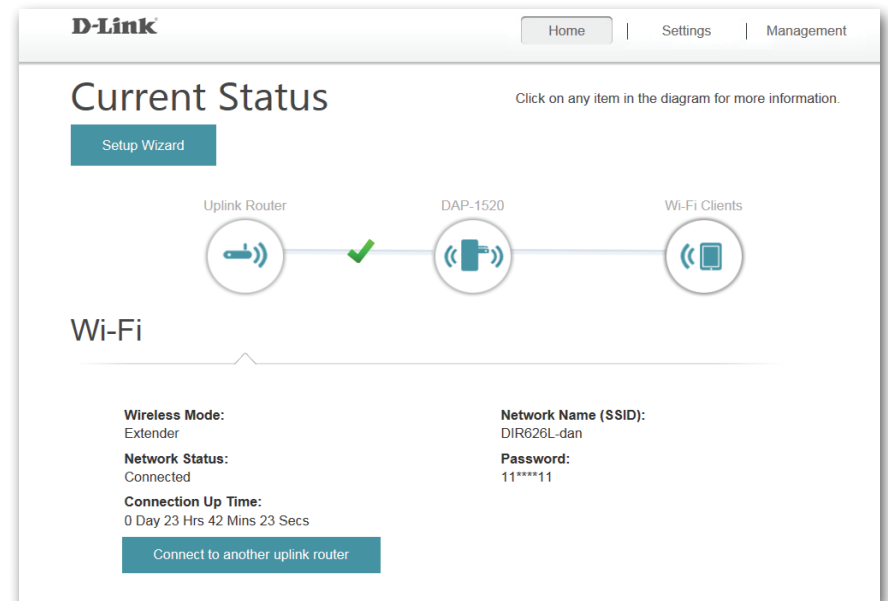 D-Link
Home | Settings | Management
Current Status
Click on any item in the diagram for more information.
Setup Wizard
Uplink Router
DAP-1520
Wi-Fi Clients
Wi-Fi
Wireless Mode:
Extender
Network Status:
Connected
Connection Up Time:
0 Day 23 Hrs 42 Mins 23 Secs
Connect to another uplink router
Network Name (SSID):
DIR626L-dan
Password:
11****11